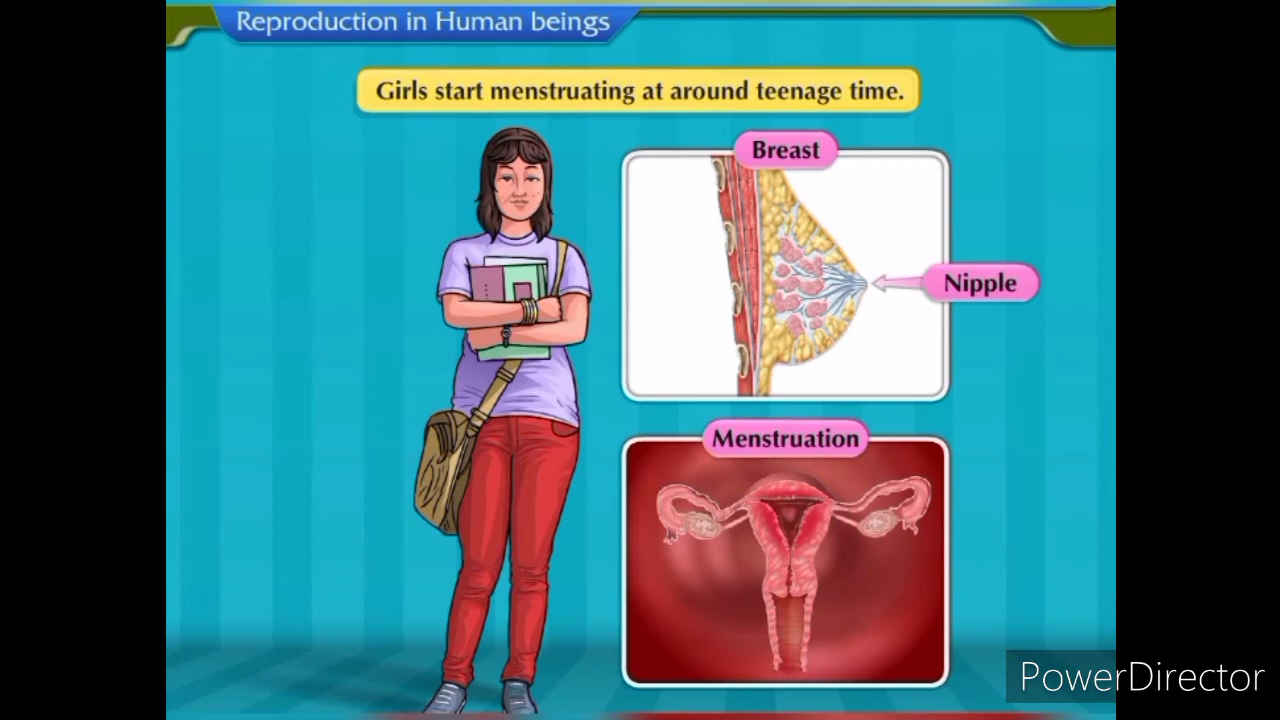 Reproduction in Human beings
Girls start menstruating at around teenage time.
Breast
Nipple
Menstruation
PowerDirector